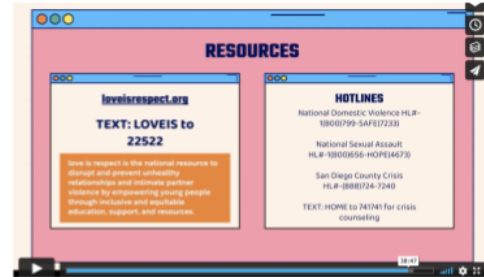 RESOURCES
loveisrespect.org
TEXT: LOVEIS to
22522
love is respect is the national resource to
disrupt and prevent unhealthy
relationships and intimate partner
violence by empowering young people
through inclusive and equitable
education, support, and resources.
HOTLINES
National Domestic Violence HL#-
1(800)799-SAFE(7233)
National Sexual Assault
HL#-1(800)656-HOPE(4673)
San Diego County Crisis
HL#-(888)724-7240
TEXT: HOME to 741741 for crisis
counseling
38:47